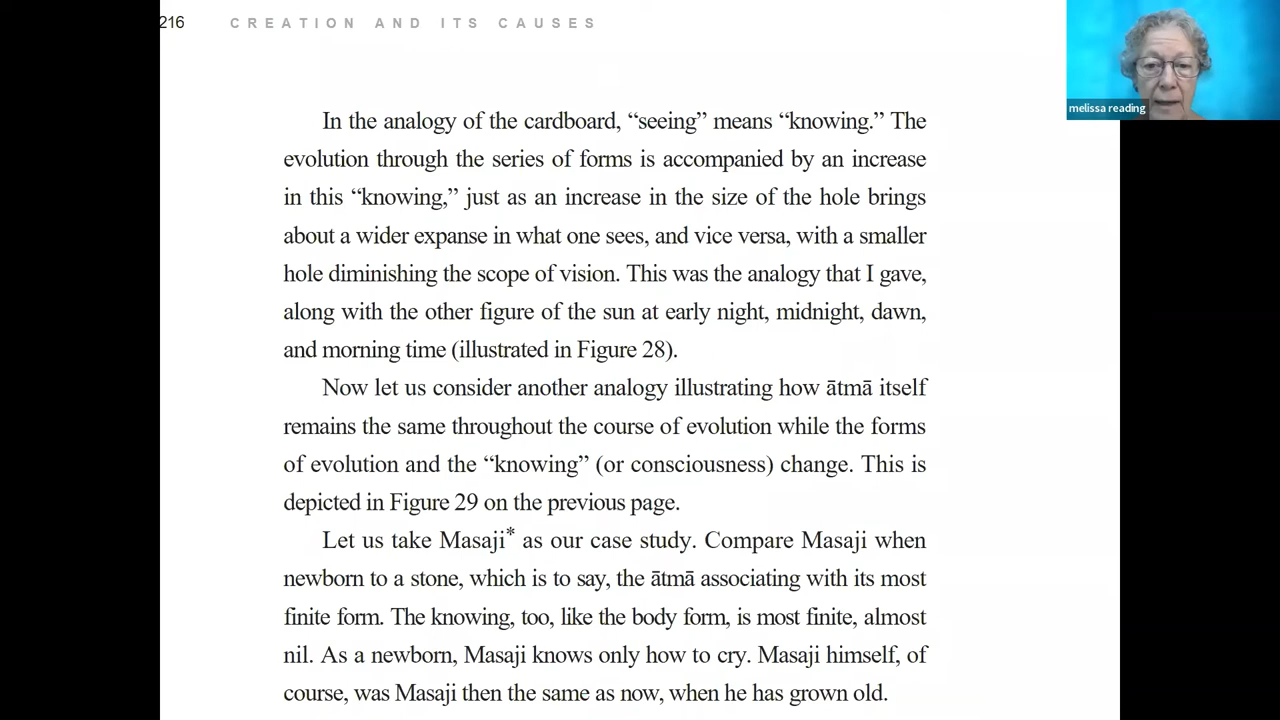 216 CREATION AND ITS CAUSES
melissa reading
In the analogy of the cardboard, “seeing” means “knowing.” The
evolution through the series of forms is accompanied by an increase
in this “knowing,” just as an increase in the size of the hole brings
about a wider expanse in what one sees, and vice versa, with a smaller
hole diminishing the scope of vision. This was the analogy that I gave,
along with the other figure of the sun at early night, midnight, dawn,
and morning time (illustrated in Figure 28).
Now let us consider another analogy illustrating how ātmā itself
remains the same throughout the course of evolution while the forms
of evolution and the “knowing” (or consciousness) change. This is
depicted in Figure 29 on the previous page.
Let us take Masaji* as our case study. Compare Masaji when
newborn to a stone, which is to say, the ātmā associating with its most
finite form. The knowing, too, like the body form, is most finite, almost
nil. As a newborn, Masaji knows only how to cry. Masaji himself, of
course, was Masaji then the same as now, when he has grown old.